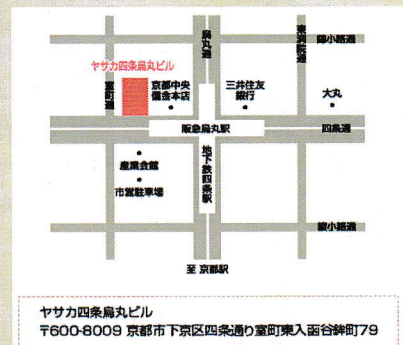 烏丸通
東洞院通
錦小路通
ヤサカ四条烏丸ビル
室町通
京都中央
信金本店
三井住友
銀行
大丸
阪急烏丸駅
四条通
地下鉄四条駅
産業会館
市営駐車場
綾小路通
至 京都駅
ヤサカ四条烏丸ビル
〒600-8009 京都市下京区四条通り室町東入函谷鉾町79